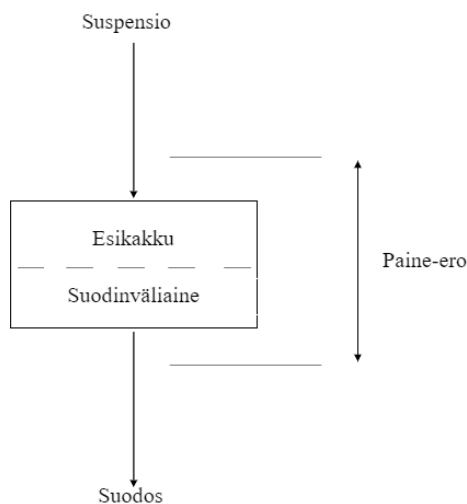 Suspensio
Esikakku
Suodinväliaine
Paine-ero
Suodos